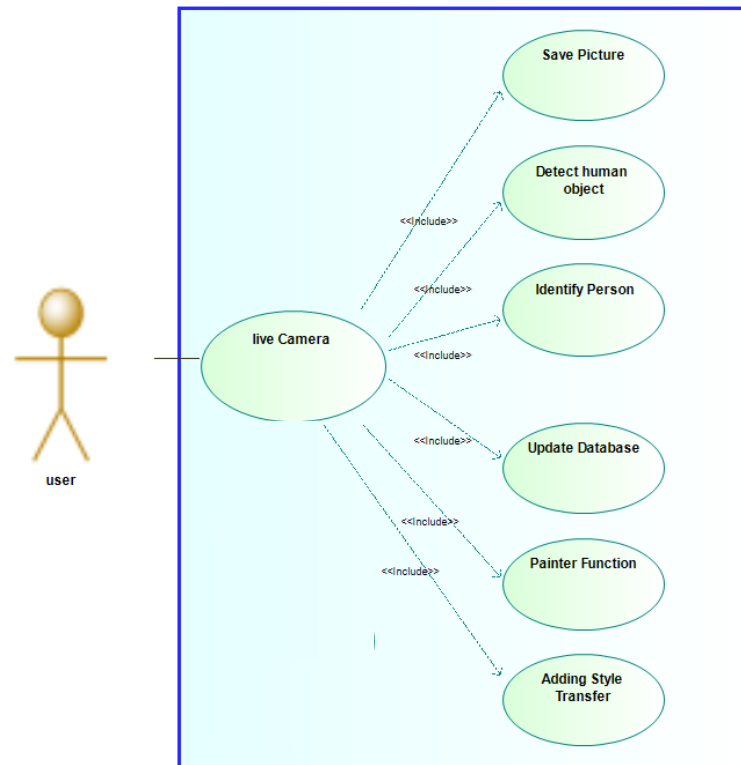 Save Picture
Detect human
object
<<Include>>
<<Include>>
Identify Person
live Camera
<<Include>>
<<Include>>
Update Database
user
<<Include>>
Painter Function
<<Include>>
Adding Style
Transfer